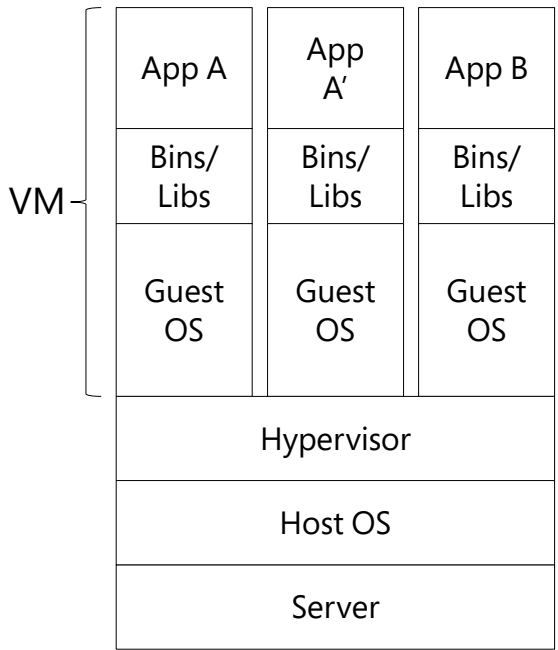 VM
App A
App
A′
App B
Bins/
Libs
Bins/
Libs
Bins/
Libs
Guest
OS
Guest
OS
Guest
OS
Hypervisor
Host OS
Server